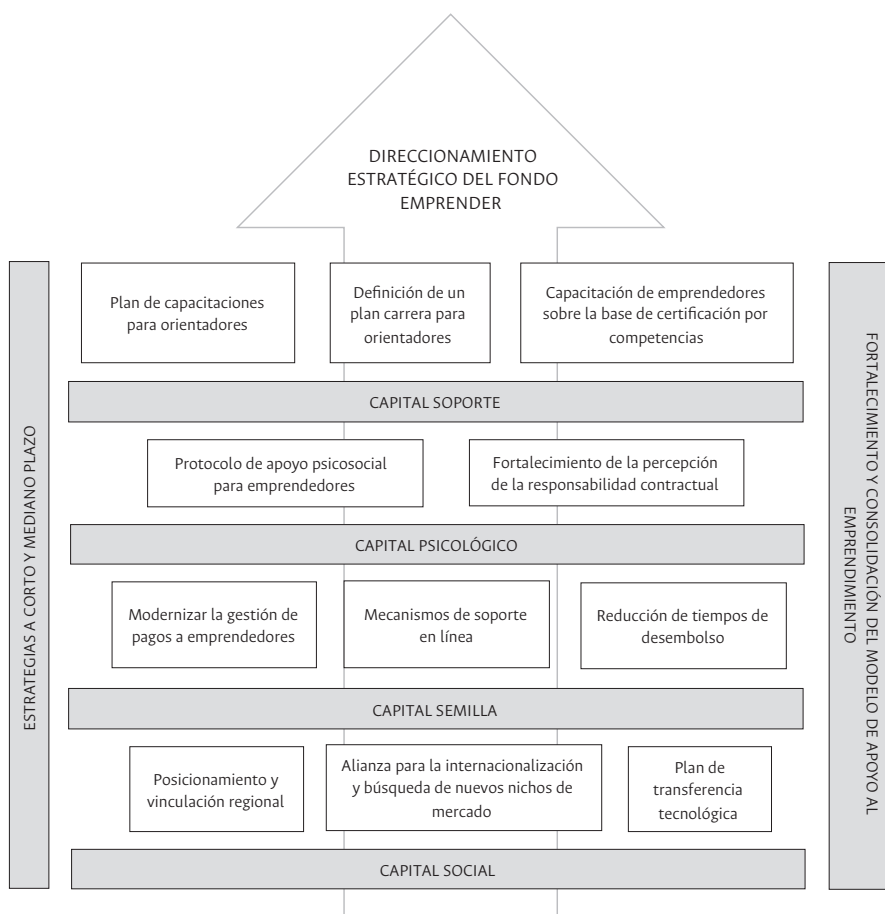 DIRECCIONAMIENTO
ESTRATÉGICO DEL FONDO
EMPRENDER
ESTRATEGIAS A CORTO Y MEDIANO PLAZO
Plan de capacitaciones
para orientadores
Definición de un
plan carrera para
orientadores
Capacitación de emprendedores
sobre la base de certificación por
competencias
CAPITAL SOPORTE
Protocolo de apoyo psicosocial
para emprendedores
Fortalecimiento de la percepción
de la responsabilidad contractual
CAPITAL PSICOLÓGICO
Modernizar la gestión de
pagos a emprendedores
Mecanismos de soporte
en línea
Reducción de tiempos de
desembolso
CAPITAL SEMILLA
Posicionamiento y
vinculación regional
Alianza para la internacionalización
y búsqueda de nuevos nichos de
mercado
Plan de
transferencia
tecnológica
CAPITAL SOCIAL
FORTALECIMIENTO Y CONSOLIDACIÓN DEL MODELO DE APOYO AL
EMPRENDIMIENTO